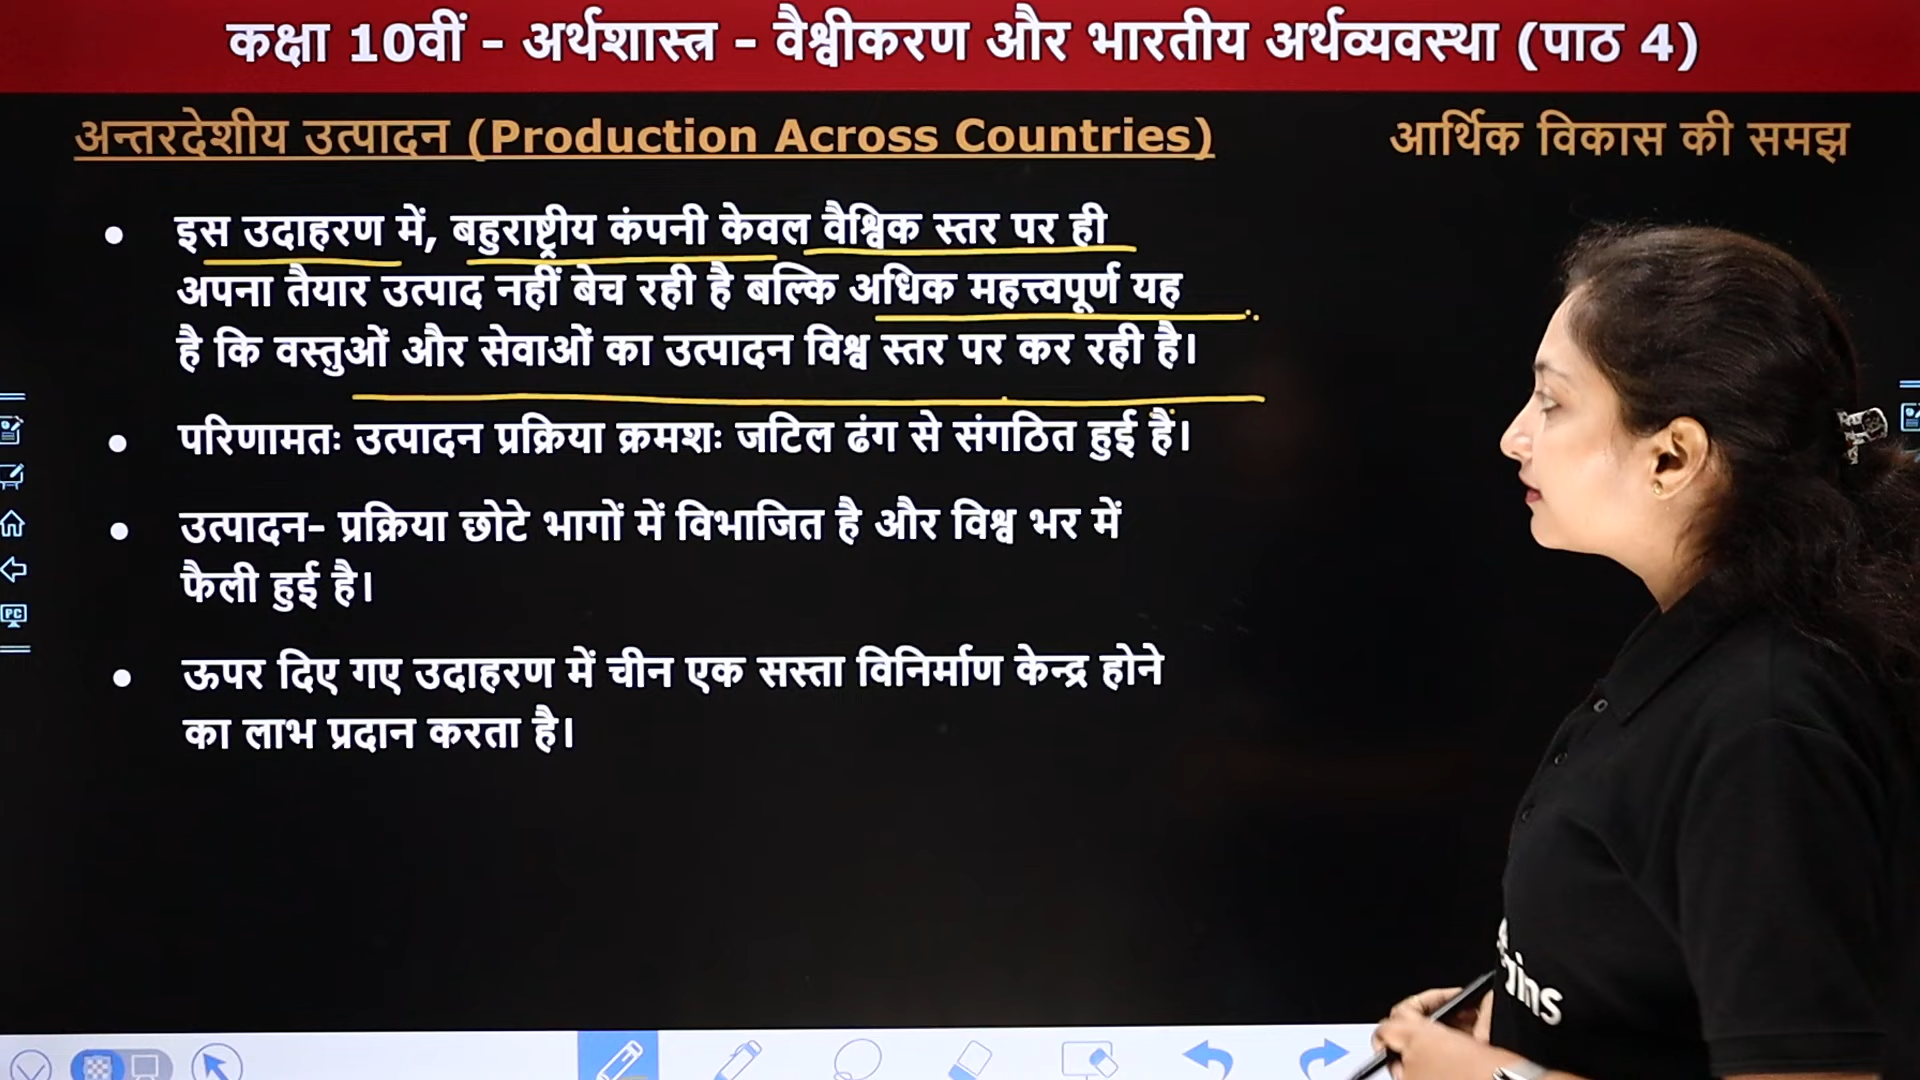 कक्षा 10वीं - अर्थशास्त्र - वैश्वीकरण और भारतीय अर्थव्यवस्था (पाठ 4)
अन्तरदेशीय उत्पादन (Production Across Countries)
आर्थिक विकास की समझ
• इस उदाहरण में, बहुराष्ट्रीय कंपनी केवल वैश्विक स्तर पर ही
अपना तैयार उत्पाद नहीं बेच रही है बल्कि अधिक महत्त्वपूर्ण यह
है कि वस्तुओं और सेवाओं का उत्पादन विश्व स्तर पर कर रही है।
• परिणामतः उत्पादन प्रक्रिया क्रमशः जटिल ढंग से संगठित हुई है।
• उत्पादन- प्रक्रिया छोटे भागों में विभाजित है और विश्व भर में
फैली हुई है।
• ऊपर दिए गए उदाहरण में चीन एक सस्ता विनिर्माण केन्द्र होने
का लाभ प्रदान करता है।
PC